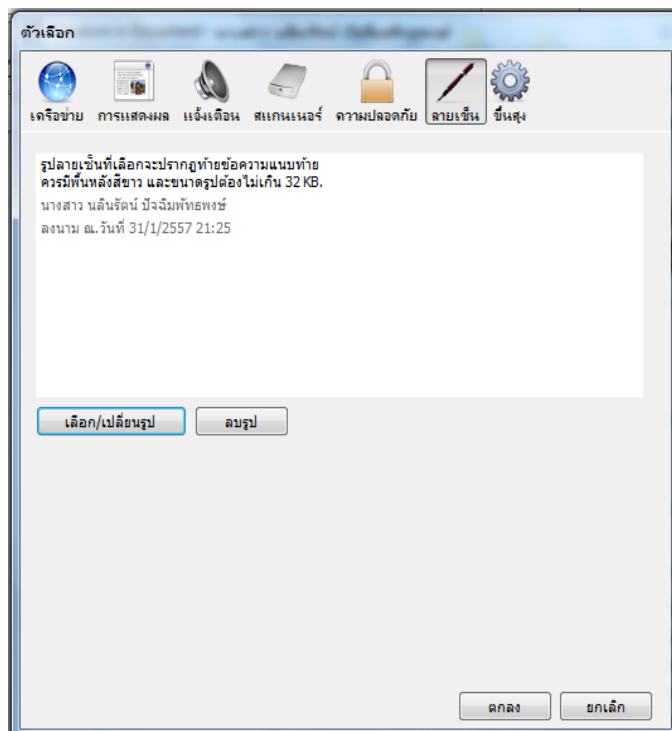 ตัวเลือก
เครือข่าย การแสดงผล แจ้งเตือน สแกนเนอร์ ความปลอดภัย ลายเซ็น ขั้นสูง
รูปลายเซ็นที่เลือกจะปรากฏท้ายข้อความแนบท้าย
ควรมีพื้นหลังสีขาว และขนาดรูปต้องไม่เกิน 32 KB.
นางสาว นลินรัตน์ ปัจฉิมพัทธพงษ์
ลงนาม ณ.วันที่ 31/1/2557 21:25
เลือก/เปลี่ยนรูป ลบรูป
ตกลง ยกเลิก